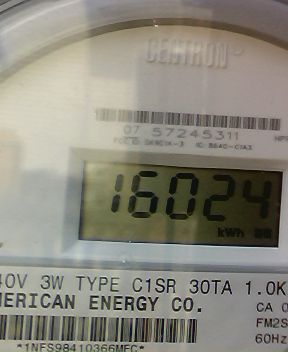 CENTRON
07 57245311
16024
kWh
40V 3W TYPE C1SR 30TA 1.0K
MERICAN ENERGY CO.
CA 0
FM2S
60Hz
*1NFS98410366MFC*